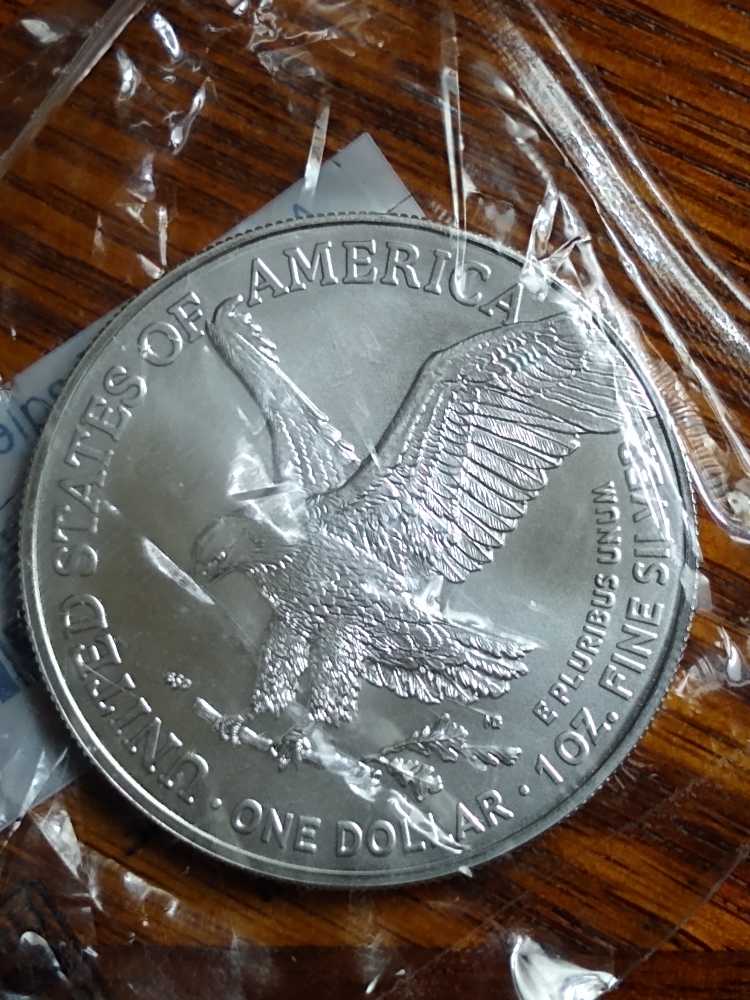 UNITED STATES OF AMERICA
E PLURIBUS UNUM
· ONE DOLLAR · 1 OZ. FINE SILVER